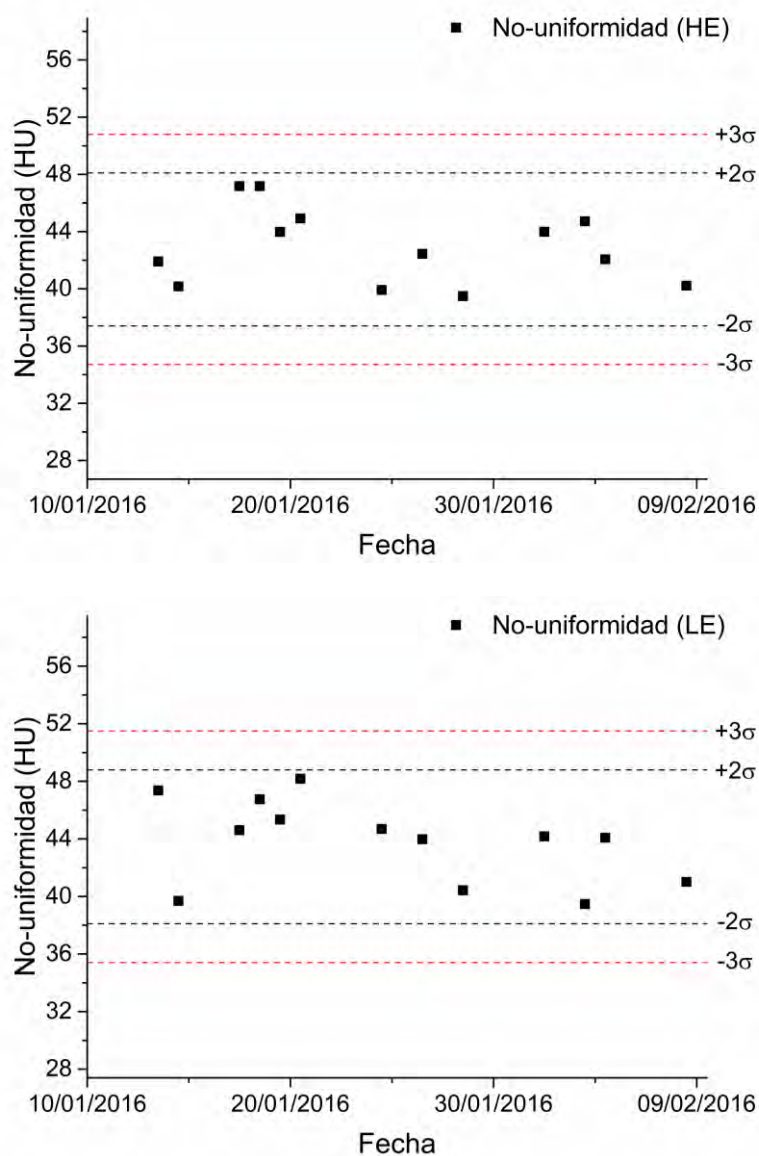 No-uniformidad (HE)
No-uniformidad (HU)
56
52
48
44
40
36
32
28
+3σ
+2σ
-2σ
-3σ
10/01/2016 20/01/2016 30/01/2016 09/02/2016
Fecha
No-uniformidad (LE)
No-uniformidad (HU)
56
52
48
44
40
36
32
28
+3σ
+2σ
-2σ
-3σ
10/01/2016 20/01/2016 30/01/2016 09/02/2016
Fecha